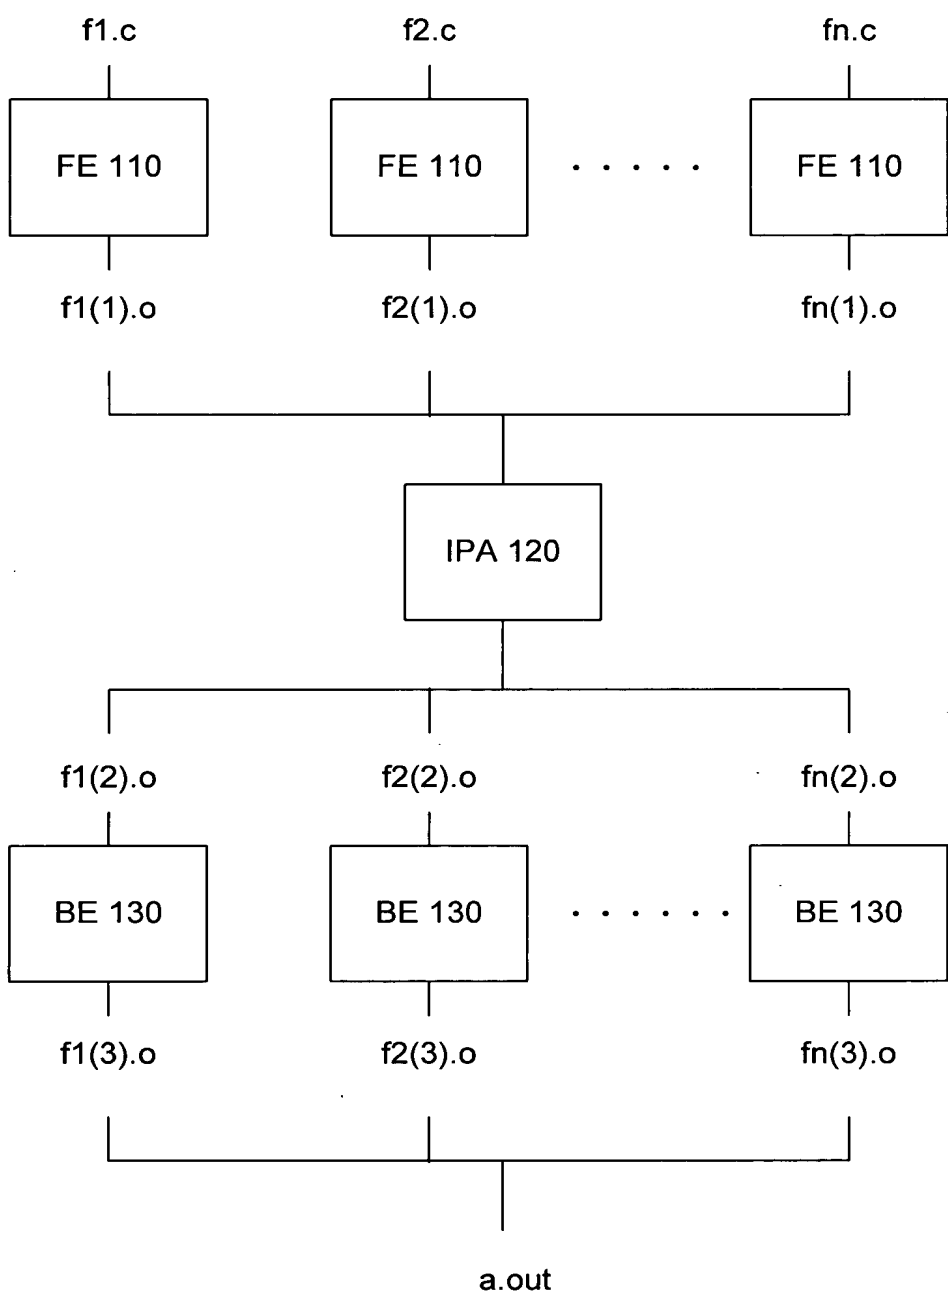 f1.c f2.c fn.c
FE 110 FE 110 . . . . . FE 110
f1(1).o f2(1).o fn(1).o
IPA 120
f1(2).o f2(2).o fn(2).o
BE 130 BE 130 . . . . . . BE 130
f1(3).o f2(3).o fn(3).o
a.out